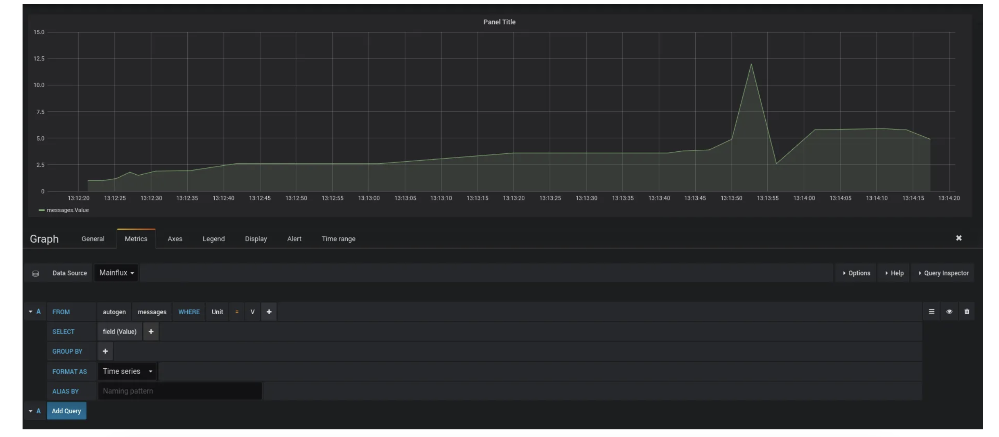 Panel Title
15.0
12.5
10.0
7.5
5.0
2.5
0
13:12:20 13:12:25 13:12:30 13:12:35 13:12:40 13:12:45 13:12:50 13:12:55 13:13:00 13:13:05 13:13:10 13:13:15 13:13:20 13:13:25 13:13:30 13:13:35 13:13:40 13:13:45 13:13:50 13:13:55 13:14:00 13:14:05 13:14:10 13:14:15 13:14:20
messages.Value
Graph General Metrics Axes Legend Display Alert Time range
Data Source Mainflux Options Help Query Inspector
A FROM autogen messages WHERE Unit = V +
SELECT field (Value) +
GROUP BY +
FORMAT AS Time series
ALIAS BY Naming pattern
A Add Query